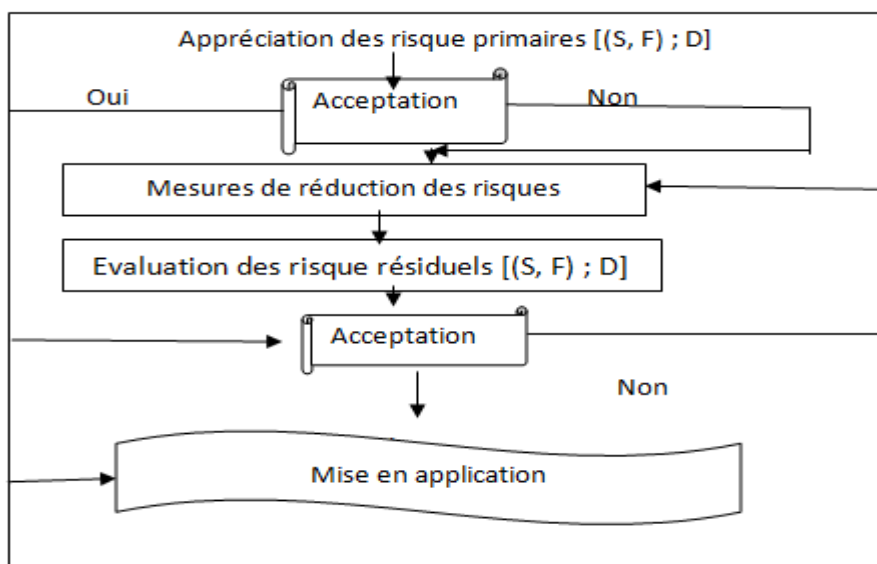 Appréciation des risque primaires [(S, F) ; D]
Oui
Acceptation
Non
Mesures de réduction des risques
Evaluation des risque résiduels [(S, F) ; D]
Acceptation
Non
Mise en application